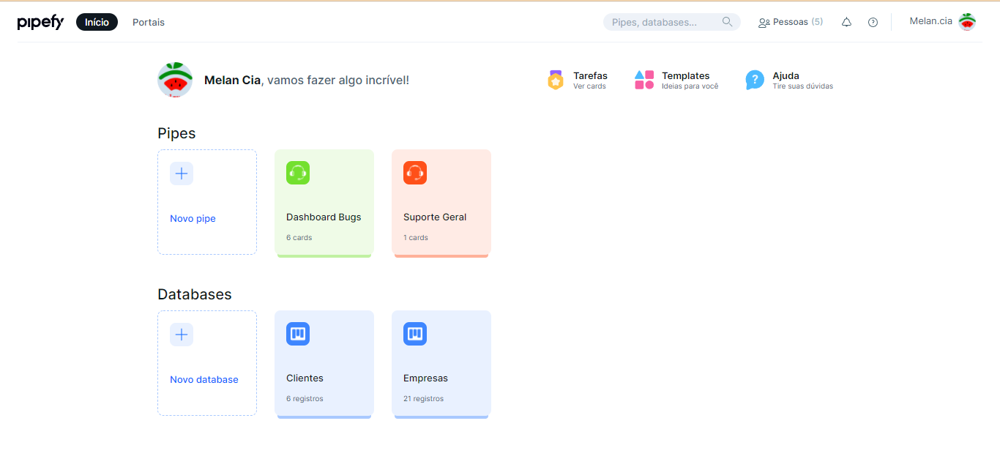 pipefy Início Portais Pipes, databases... Pessoas (5) Melan.cia
Melan Cia, vamos fazer algo incrível!
Tarefas
Ver cards
Templates
Ideias para você
Ajuda
Tire suas dúvidas
Pipes
Novo pipe
Dashboard Bugs
6 cards
Suporte Geral
1 cards
Databases
Novo database
Clientes
6 registros
Empresas
21 registros